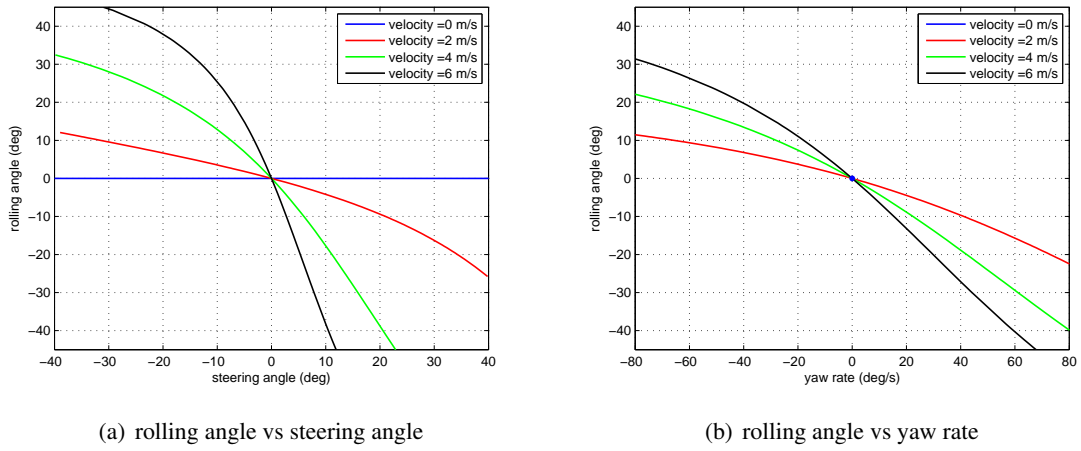 40
30
20
10
0
−10
−20
−30
−40
rolling angle (deg)
−40 −30 −20 −10 0 10 20 30 40
steering angle (deg)
velocity =0 m/s
velocity =2 m/s
velocity =4 m/s
velocity =6 m/s
(a) rolling angle vs steering angle
40
30
20
10
0
−10
−20
−30
−40
rolling angle (deg)
−80 −60 −40 −20 0 20 40 60 80
yaw rate (deg/s)
velocity =0 m/s
velocity =2 m/s
velocity =4 m/s
velocity =6 m/s
(b) rolling angle vs yaw rate